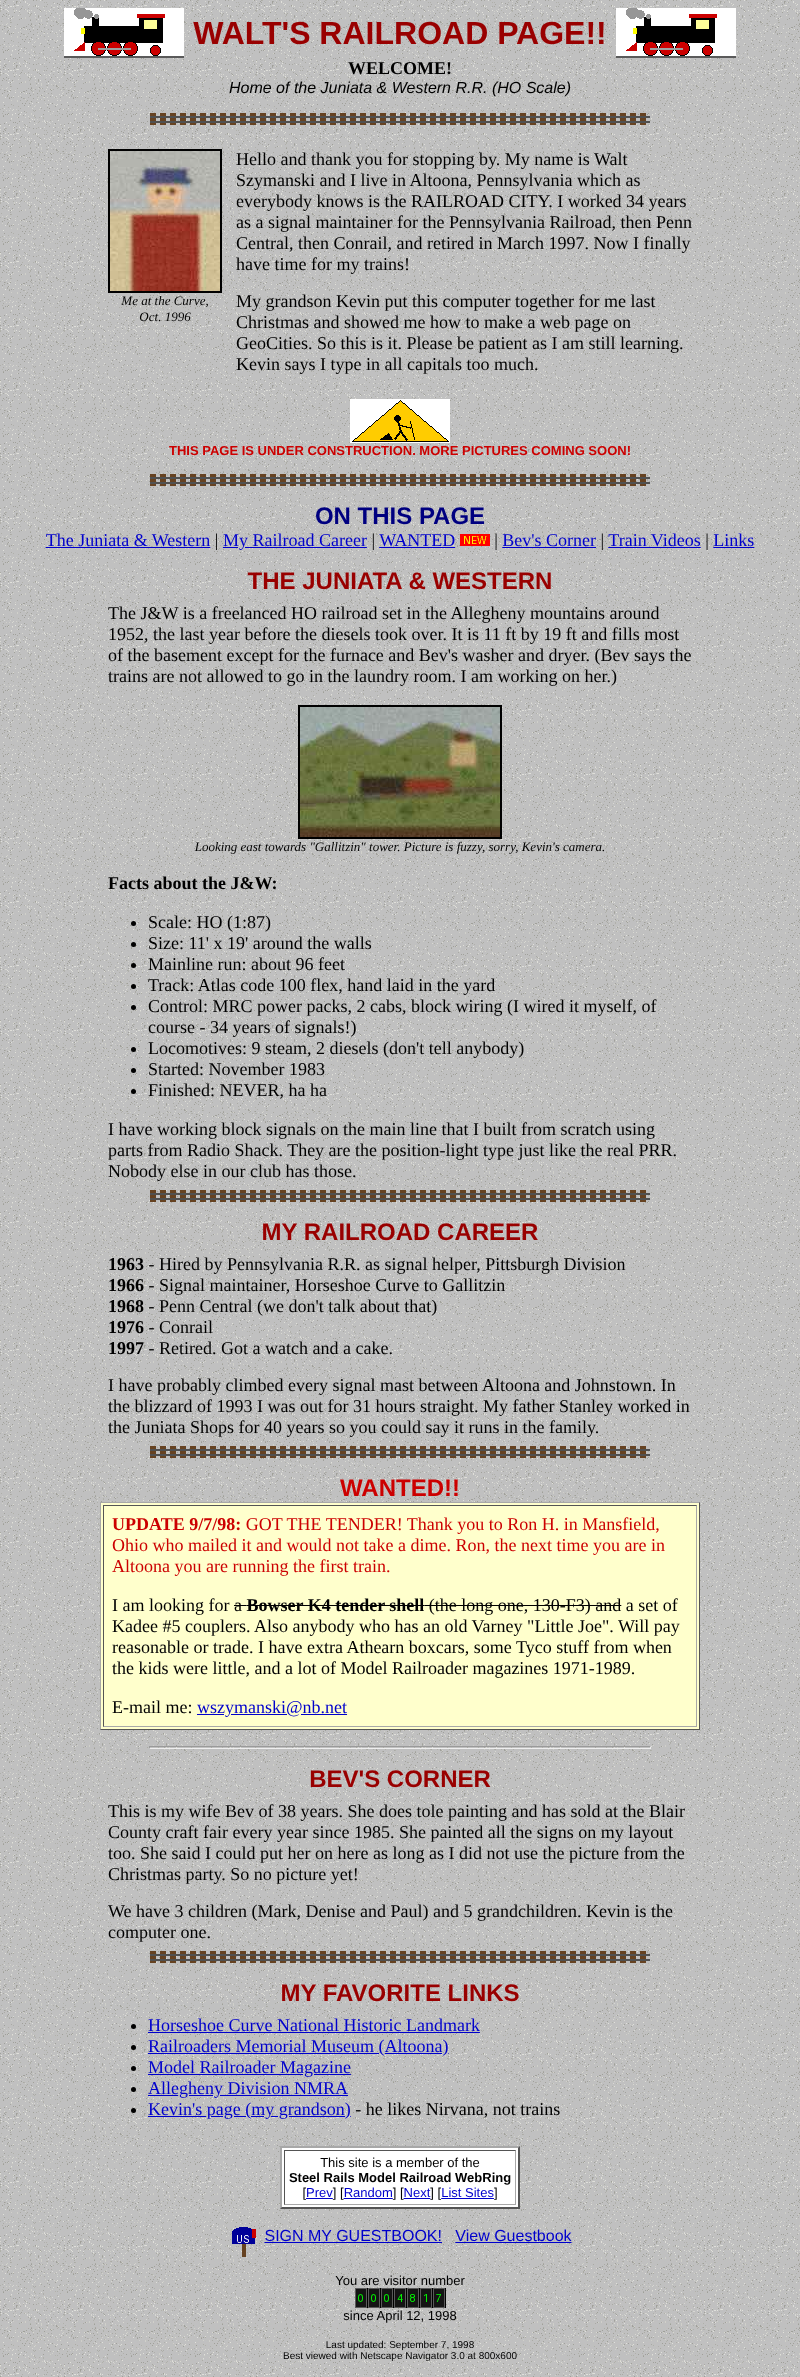 WALT'S RAILROAD PAGE!!
WELCOME!
Home of the Juniata & Western R.R. (HO Scale)
Hello and thank you for stopping by. My name is Walt
Szymanski and I live in Altoona, Pennsylvania which as
everybody knows is the RAILROAD CITY. I worked 34 years
as a signal maintainer for the Pennsylvania Railroad, then Penn
Central, then Conrail, and retired in March 1997. Now I finally
have time for my trains!
Me at the Curve,
Oct. 1996
My grandson Kevin put this computer together for me last
Christmas and showed me how to make a web page on
GeoCities. So this is it. Please be patient as I am still learning.
Kevin says I type in all capitals too much.
THIS PAGE IS UNDER CONSTRUCTION. MORE PICTURES COMING SOON!
ON THIS PAGE
The Juniata & Western | My Railroad Career | WANTED NEW | Bev's Corner | Train Videos | Links
THE JUNIATA & WESTERN
The J&W is a freelanced HO railroad set in the Allegheny mountains around
1952, the last year before the diesels took over. It is 11 ft by 19 ft and fills most
of the basement except for the furnace and Bev's washer and dryer. (Bev says the
trains are not allowed to go in the laundry room. I am working on her.)
Looking east towards "Gallitzin" tower. Picture is fuzzy, sorry, Kevin's camera.
Facts about the J&W:
• Scale: HO (1:87)
• Size: 11' x 19' around the walls
• Mainline run: about 96 feet
• Track: Atlas code 100 flex, hand laid in the yard
• Control: MRC power packs, 2 cabs, block wiring (I wired it myself, of
course - 34 years of signals!)
• Locomotives: 9 steam, 2 diesels (don't tell anybody)
• Started: November 1983
• Finished: NEVER, ha ha
I have working block signals on the main line that I built from scratch using
parts from Radio Shack. They are the position-light type just like the real PRR.
Nobody else in our club has those.
MY RAILROAD CAREER
1963 - Hired by Pennsylvania R.R. as signal helper, Pittsburgh Division
1966 - Signal maintainer, Horseshoe Curve to Gallitzin
1968 - Penn Central (we don't talk about that)
1976 - Conrail
1997 - Retired. Got a watch and a cake.
I have probably climbed every signal mast between Altoona and Johnstown. In
the blizzard of 1993 I was out for 31 hours straight. My father Stanley worked in
the Juniata Shops for 40 years so you could say it runs in the family.
WANTED!!
UPDATE 9/7/98: GOT THE TENDER! Thank you to Ron H. in Mansfield,
Ohio who mailed it and would not take a dime. Ron, the next time you are in
Altoona you are running the first train.
I am looking for a Bowser K4 tender shell (the long one, 130-F3) and a set of
Kadee #5 couplers. Also anybody who has an old Varney "Little Joe". Will pay
reasonable or trade. I have extra Athearn boxcars, some Tyco stuff from when
the kids were little, and a lot of Model Railroader magazines 1971-1989.
E-mail me: wszymanski@nb.net
BEV'S CORNER
This is my wife Bev of 38 years. She does tole painting and has sold at the Blair
County craft fair every year since 1985. She painted all the signs on my layout
too. She said I could put her on here as long as I did not use the picture from the
Christmas party. So no picture yet!
We have 3 children (Mark, Denise and Paul) and 5 grandchildren. Kevin is the
computer one.
MY FAVORITE LINKS
• Horseshoe Curve National Historic Landmark
• Railroaders Memorial Museum (Altoona)
• Model Railroader Magazine
• Allegheny Division NMRA
• Kevin's page (my grandson) - he likes Nirvana, not trains
This site is a member of the
Steel Rails Model Railroad WebRing
[Prev] [Random] [Next] [List Sites]
US SIGN MY GUESTBOOK! View Guestbook
You are visitor number
0004817
since April 12, 1998
Last updated: September 7, 1998
Best viewed with Netscape Navigator 3.0 at 800x600